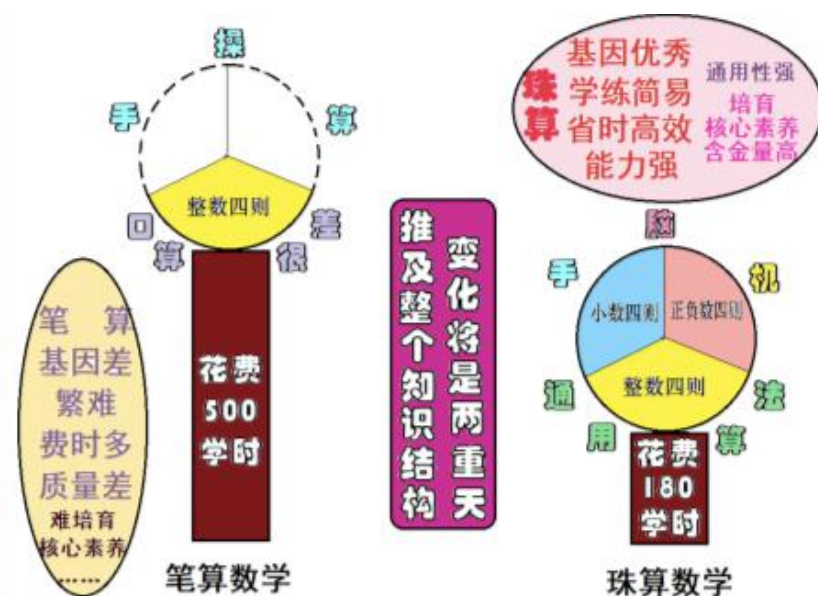 手操算
整数四则
口算很差
花费
500
学时
笔 算
基因差
繁难
费时多
质量差
难培育
核心素养
……
笔算数学
推及整个知识结构
变化将是两重天
珠算
基因优秀
学练简易
省时高效
能力强
通用性强
培育
核心素养
含金量高
手脑机
小数四则
正负数四则
整数四则
通用算法
花费
180
学时
珠算数学